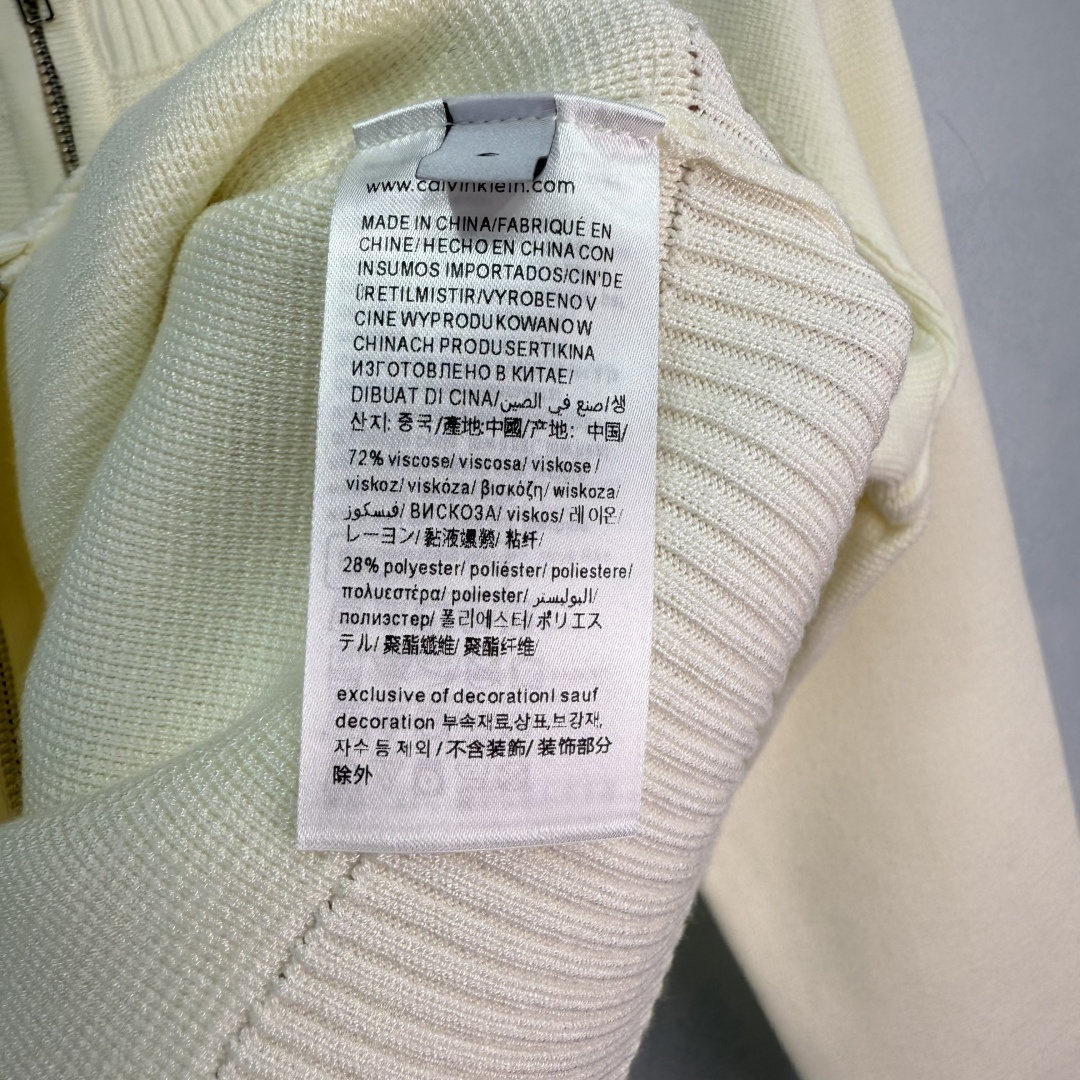 www.calvinklein.com
MADE IN CHINA/FABRIQUÉ EN
CHINE/HECHO EN CHINA CON
INSUMOS IMPORTADOS/CIN'DE
ÜRETILMISTIR/VYROBENO V
CINE WYPRODUKOWANO W
CHINACH PRODUSERTIKINA
ИЗГОТОВЛЕНО В КИТАЕ/
DIBUAT DI CINA/صنع في الصين/생
산지: 중국/產地:中國/产地: 中国/
72% viscose/ viscosa/ viskose /
viskoz/ viskóza/ βισκόζη/ wiskoza/
فيسكوز/ ВИСКОЗА/ viskos/ 레이온/
レーヨン/ 黏液嫘縈/ 粘纤/
28% polyester/ poliéster/ poliestere/
πολυεστέρα/ poliester/ البوليستر/
полиэстер/ 폴리에스터/ ポリエス
テル/ 聚酯纖維/ 聚酯纤维/
exclusive of decorationl sauf
decoration 부속재료,상표,보강재,
자수 등 제외 / 不含装飾/ 装饰部分
除外